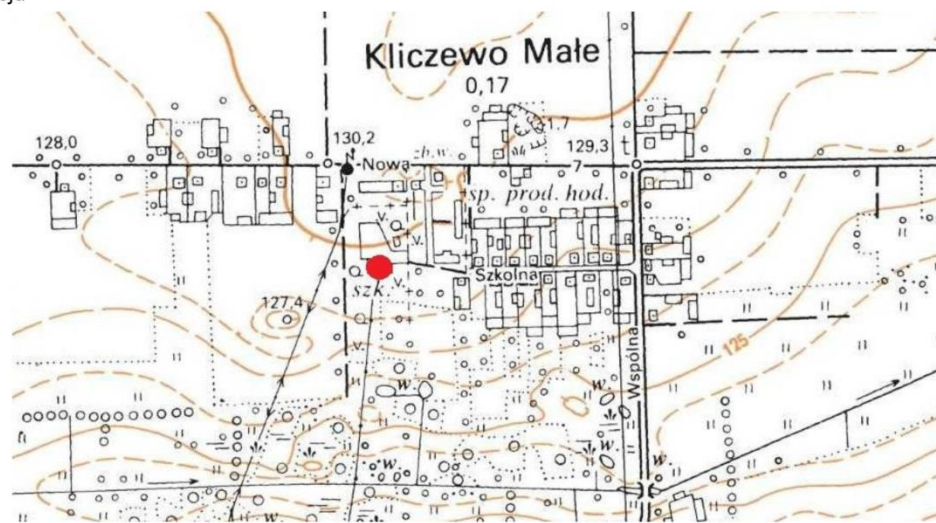 Kliczewo Małe
0,17
1,7
128,0
130,2
129,3
t
Nowa
zb.w.
7
sp. prod. hod.
v.
v.
Szkolna
szk.
v.
127,4
v.
125
Wspólna
w
w
w
w
w
w